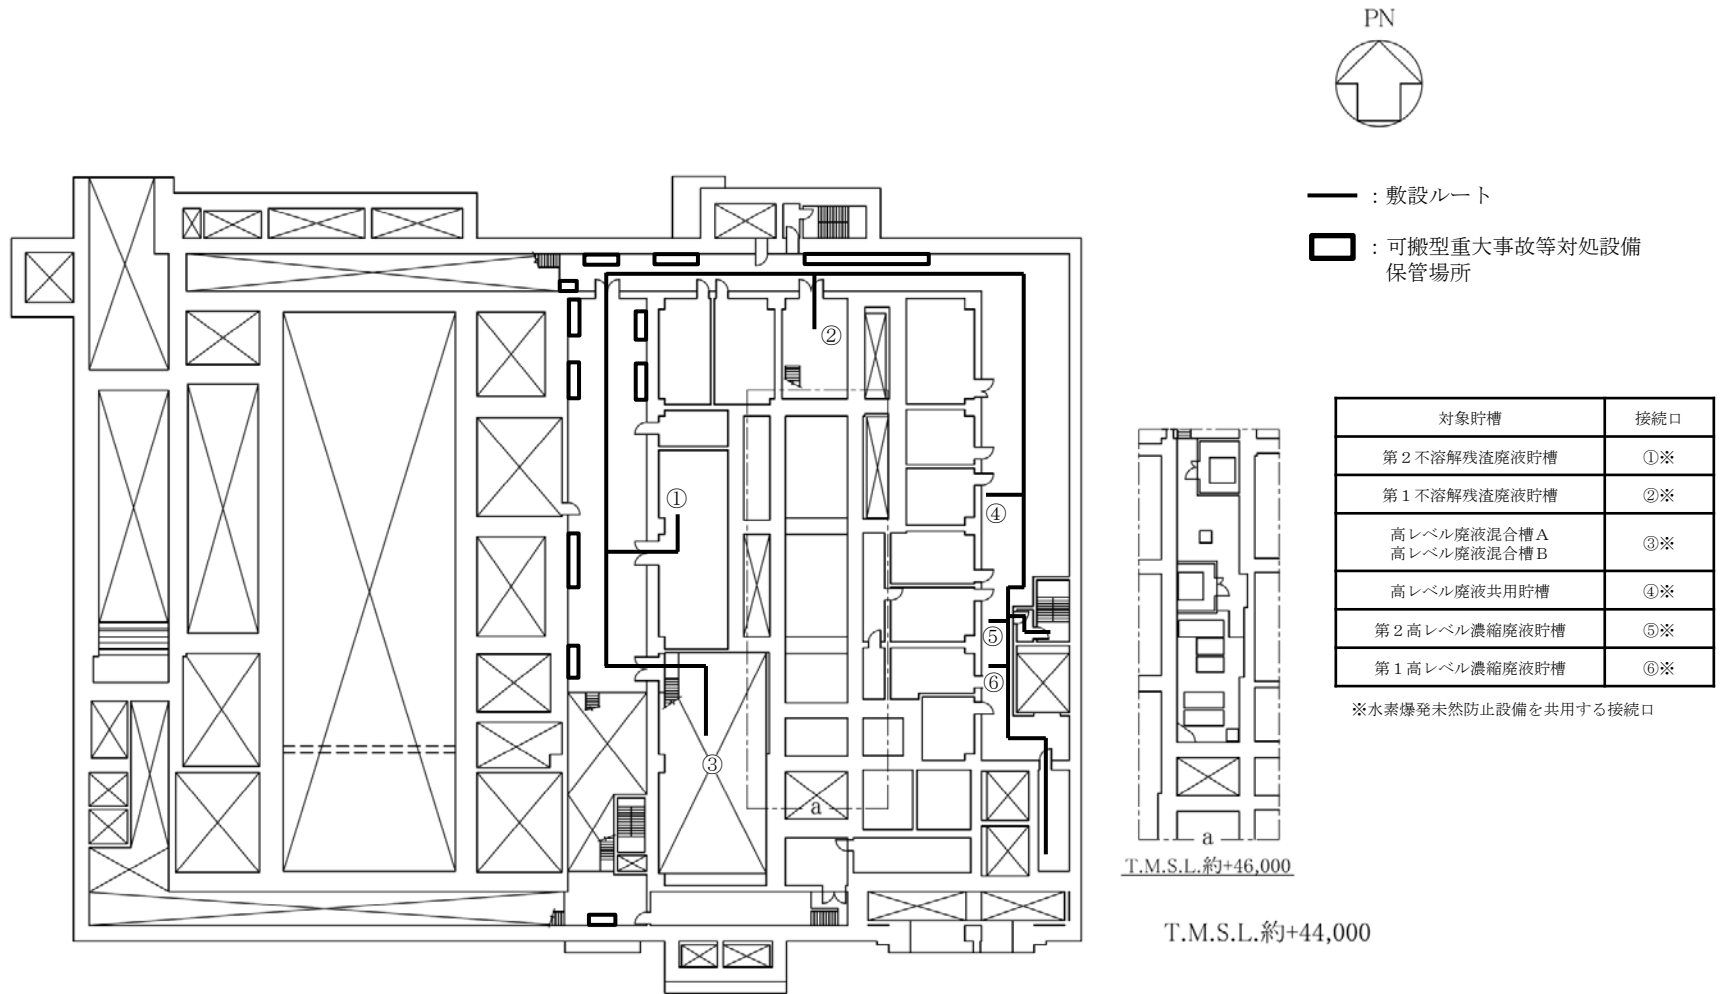 PN
：敷設ルート
：可搬型重大事故等対処設備
保管場所
②
①
④
⑤
⑥
③
a
対象貯槽 接続口
第２不溶解残渣廃液貯槽 ①※
第１不溶解残渣廃液貯槽 ②※
高レベル廃液混合槽Ａ
高レベル廃液混合槽Ｂ ③※
高レベル廃液共用貯槽 ④※
第２高レベル濃縮廃液貯槽 ⑤※
第１高レベル濃縮廃液貯槽 ⑥※
※水素爆発未然防止設備を共用する接続口
a
T.M.S.L.約+46,000
T.M.S.L.約+44,000